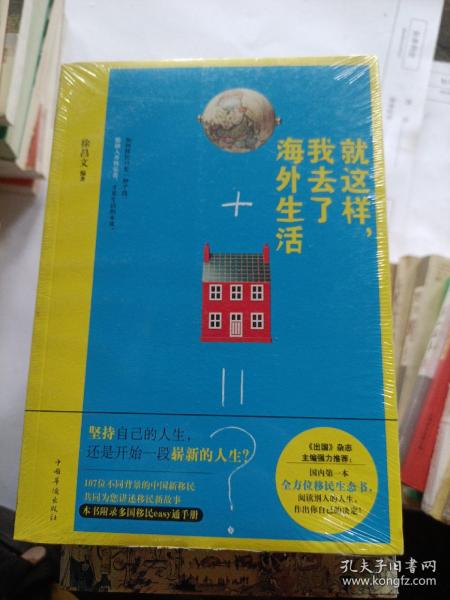 就这样，
我去了
海外生活
徐昌文 编著
+
=
?
坚持自己的人生，
还是开始一段崭新的人生？
107位不同背景的中国新移民
共同为您讲述移民新故事
本书附录多国移民easy通手册
《出国》杂志
主编强力推荐：
国内第一本
全方位移民生态书，
阅读别人的人生，
作出你自己的决定！
中国华侨出版社
孔夫子旧书网
www.kongfz.com